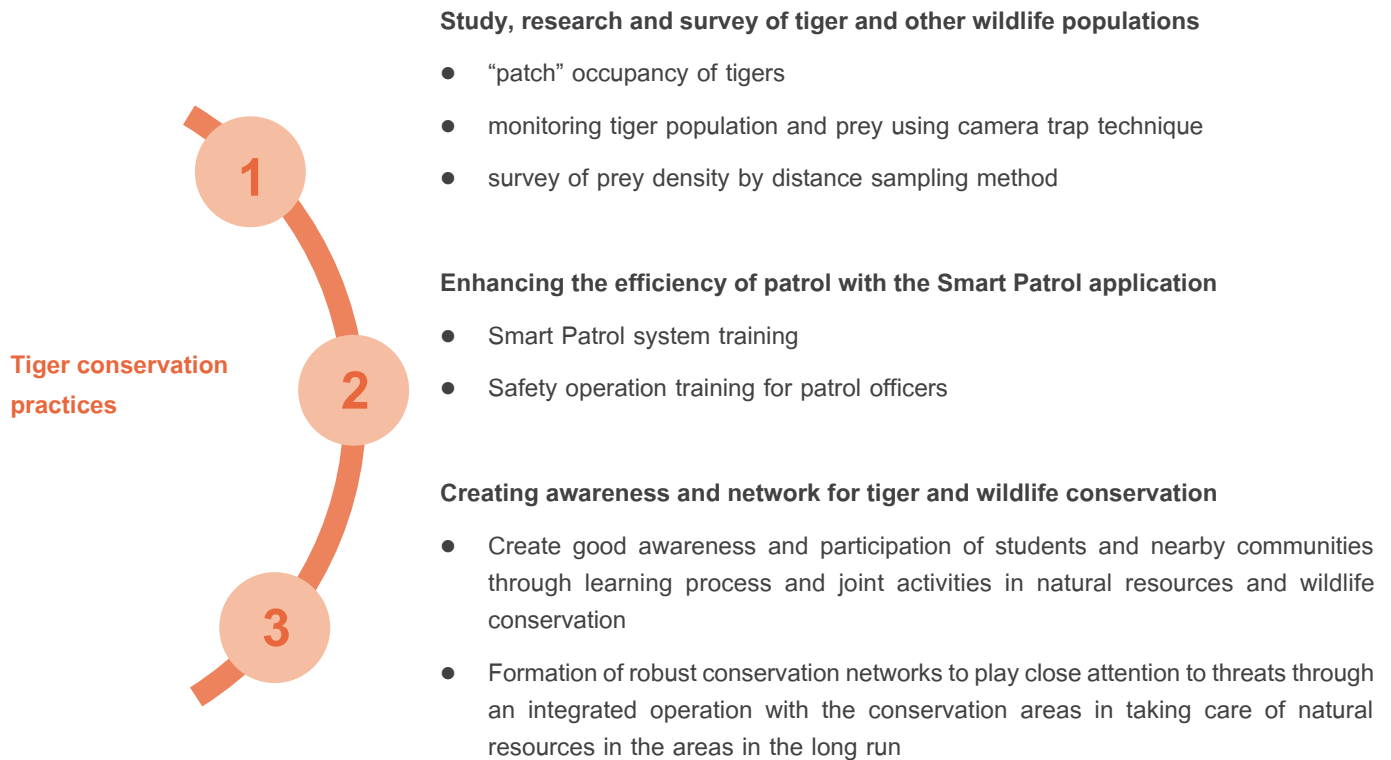 Tiger conservation
practices
1
Study, research and survey of tiger and other wildlife populations
● “patch” occupancy of tigers
● monitoring tiger population and prey using camera trap technique
● survey of prey density by distance sampling method
2
Enhancing the efficiency of patrol with the Smart Patrol application
● Smart Patrol system training
● Safety operation training for patrol officers
3
Creating awareness and network for tiger and wildlife conservation
● Create good awareness and participation of students and nearby communities
through learning process and joint activities in natural resources and wildlife
conservation
● Formation of robust conservation networks to play close attention to threats through
an integrated operation with the conservation areas in taking care of natural
resources in the areas in the long run